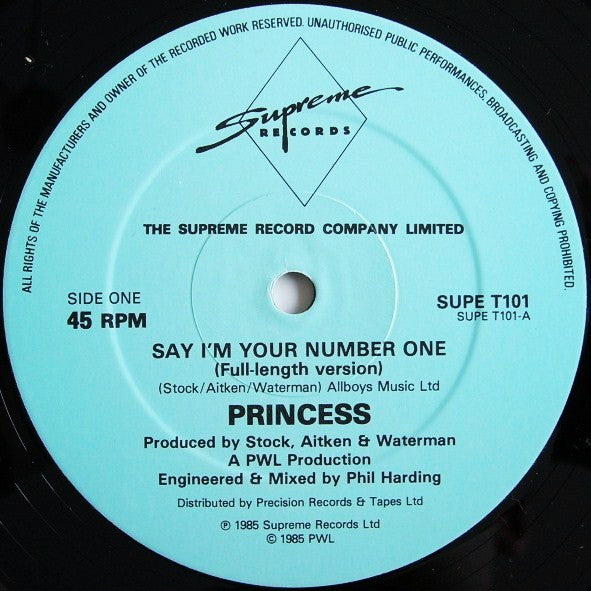 ALL RIGHTS OF THE MANUFACTURERS AND OWNER OF THE RECORDED WORK RESERVED. UNAUTHORISED PUBLIC PERFORMANCES, BROADCASTING AND COPYING PROHIBITED.
Supreme
RECORDS
THE SUPREME RECORD COMPANY LIMITED
SIDE ONE
45 RPM
SUPE T101
SUPE T101-A
SAY I'M YOUR NUMBER ONE
(Full-length version)
(Stock/Aitken/Waterman) Allboys Music Ltd
PRINCESS
Produced by Stock, Aitken & Waterman
A PWL Production
Engineered & Mixed by Phil Harding
Distributed by Precision Records & Tapes Ltd
℗ 1985 Supreme Records Ltd
© 1985 PWL